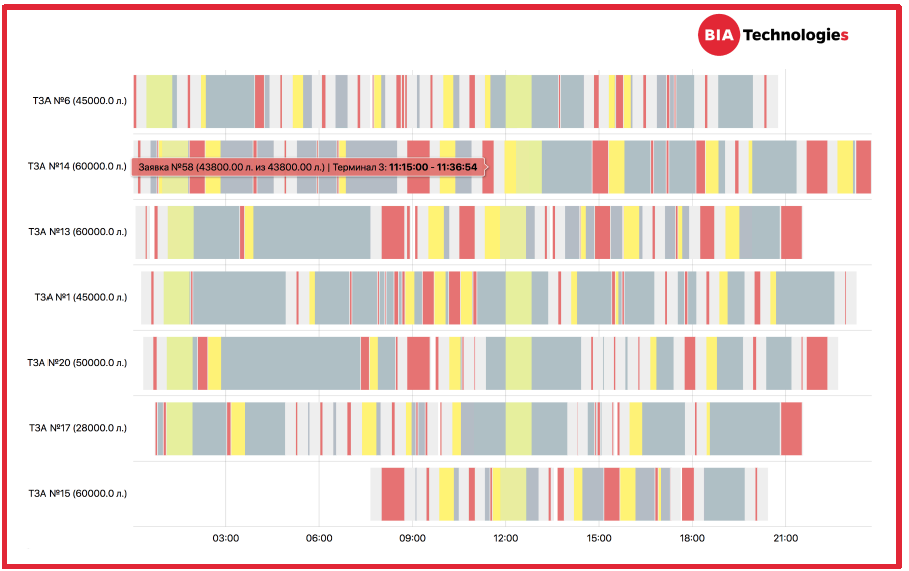 BIA Technologies
ТЗА №6 (45000.0 л.)
ТЗА №14 (60000.0 л.)
Заявка №58 (43800.00 л. из 43800.00 л.) | Терминал 3: 11:15:00 - 11:36:54
ТЗА №13 (60000.0 л.)
ТЗА №1 (45000.0 л.)
ТЗА №20 (50000.0 л.)
ТЗА №17 (28000.0 л.)
ТЗА №15 (60000.0 л.)
03:00 06:00 09:00 12:00 15:00 18:00 21:00